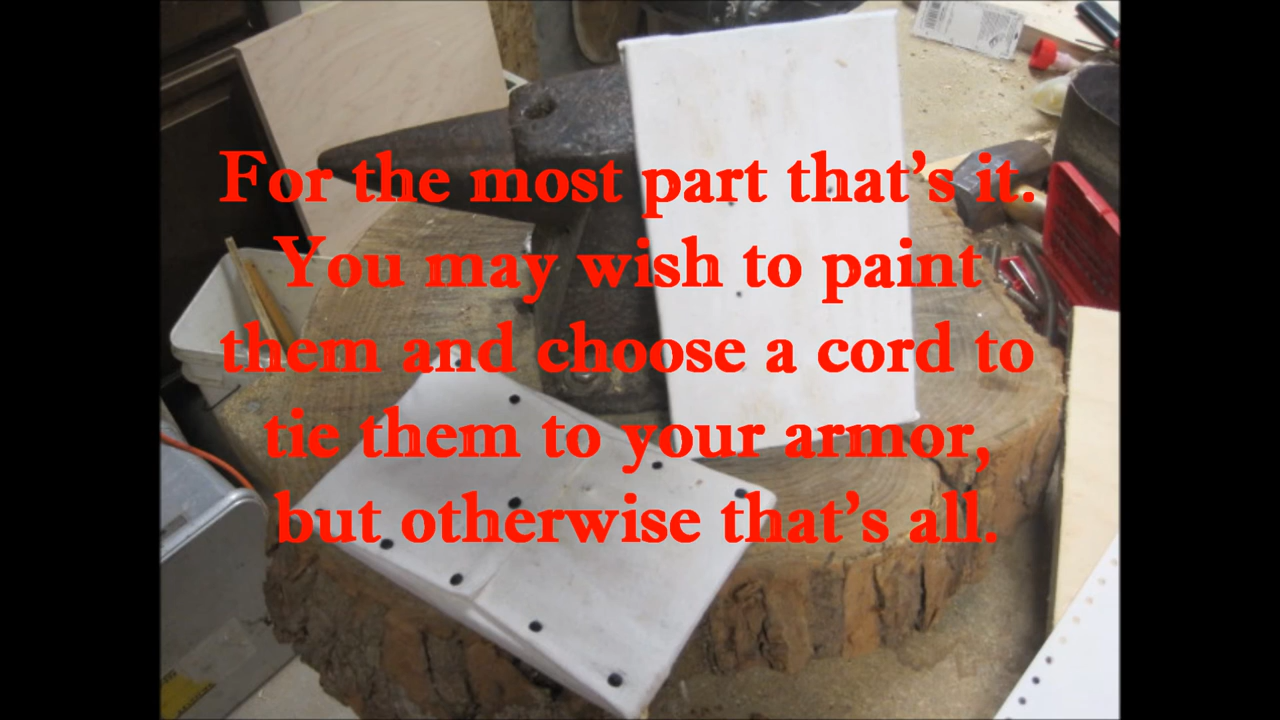 For the most part that's it.
You may wish to paint
them and choose a cord to
tie them to your armor,
but otherwise that's all.